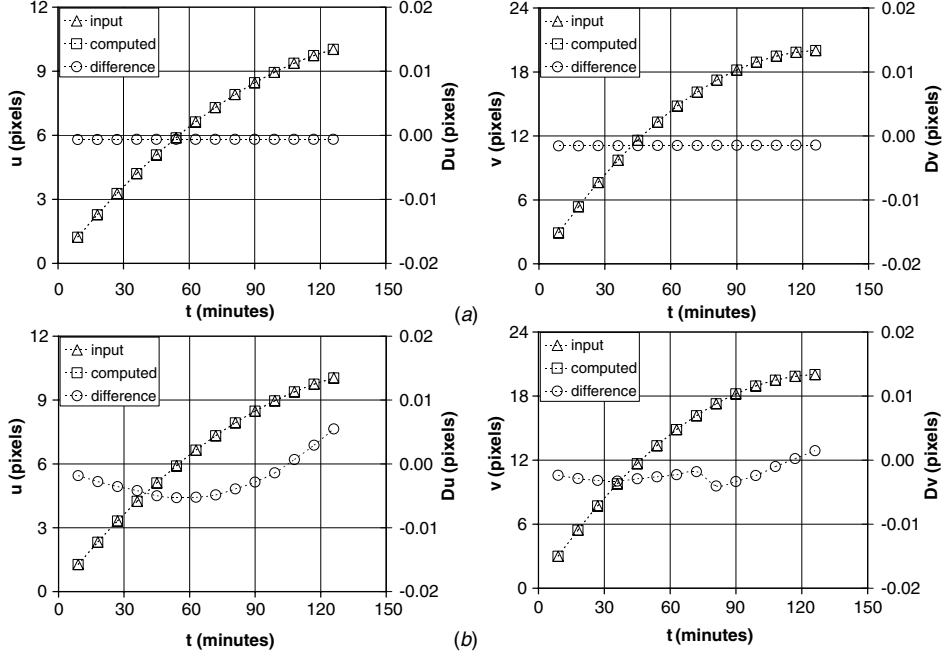 12 0.02 24 0.02
input input
computed computed
difference difference
9 0.01 18 0.01
6 0.00 12 0.00
u (pixels) Du (pixels) v (pixels) Dv (pixels)
3 -0.01 6 -0.01
0 -0.02 0 -0.02
0 30 60 90 120 150 0 30 60 90 120 150
t (minutes) (a) t (minutes)
12 0.02 24 0.02
input input
computed computed
difference difference
9 0.01 18 0.01
6 0.00 12 0.00
u (pixels) Du (pixels) v (pixels) Dv (pixels)
3 -0.01 6 -0.01
0 -0.02 0 -0.02
0 30 60 90 120 150 0 30 60 90 120 150
t (minutes) (b) t (minutes)